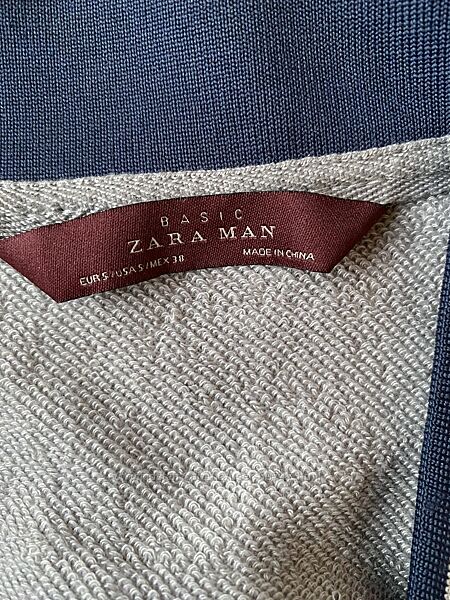 BASIC
ZARA MAN
EUR S / USA S / MEX 38 MADE IN CHINA